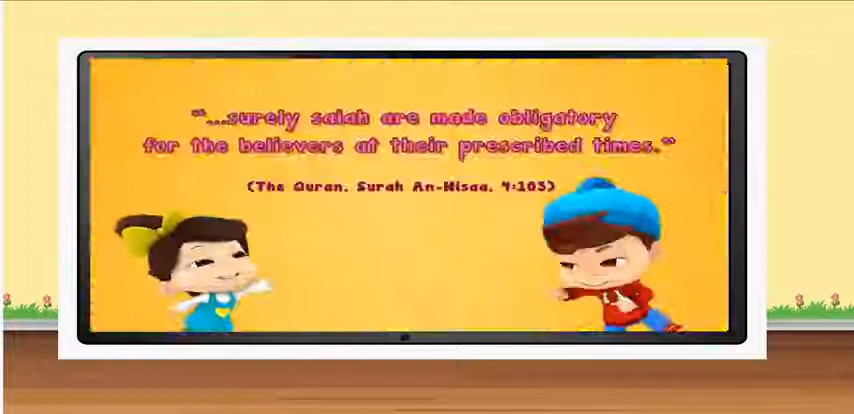 "...surely salah are made obligatory
for the believers at their prescribed times."
(The Quran, Surah An-Nisaa, 4:103)